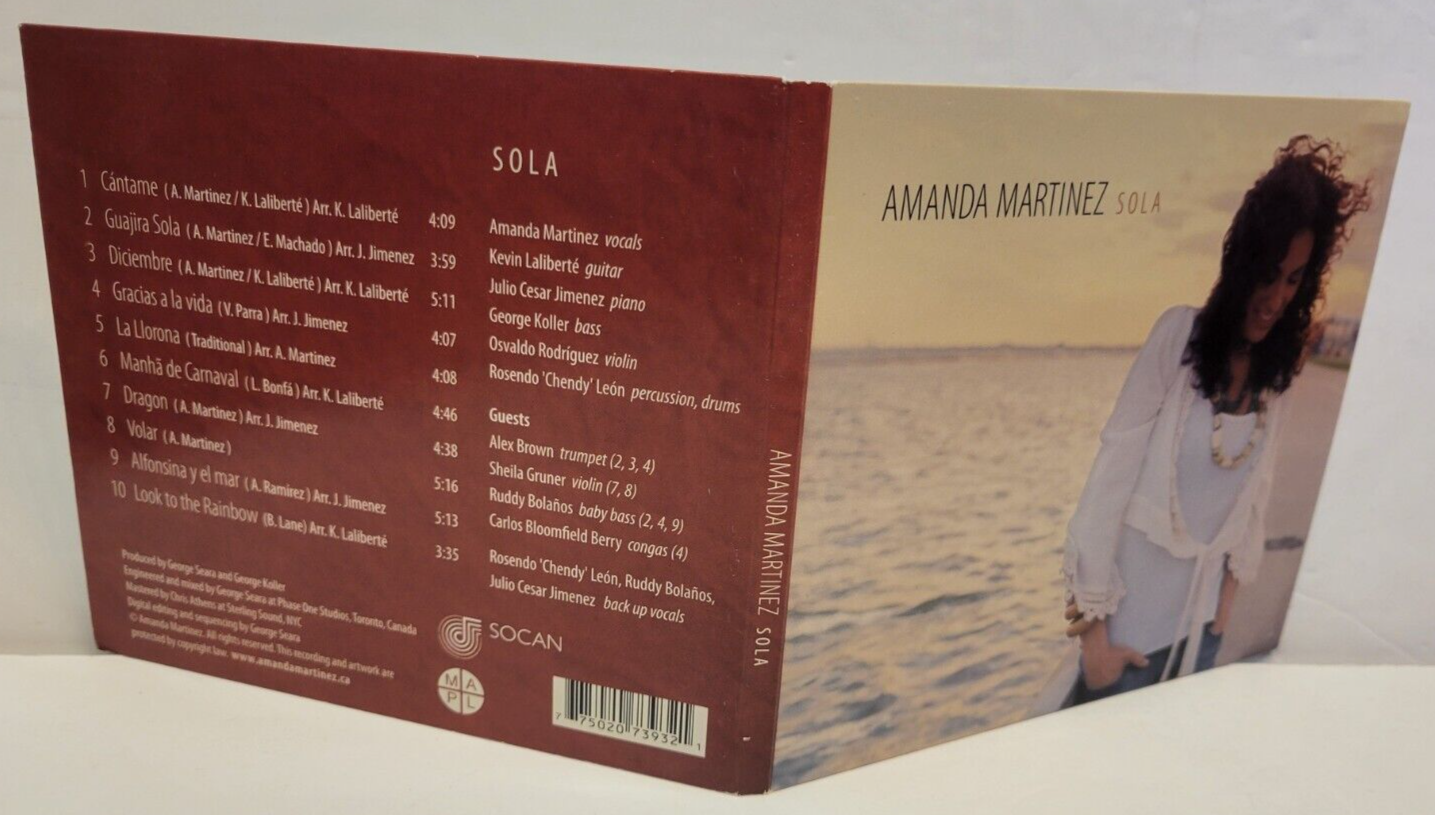 SOLA
1 Cántame ( A. Martinez / K. Laliberté ) Arr. K. Laliberté 4:09
2 Guajira Sola ( A. Martinez / E. Machado ) Arr. J. Jimenez 3:59
3 Diciembre ( A. Martinez / K. Laliberté ) Arr. K. Laliberté 5:11
4 Gracias a la vida ( V. Parra ) Arr. J. Jimenez 4:07
5 La Llorona ( Traditional ) Arr. A. Martinez 4:08
6 Manhã de Carnaval ( L. Bonfá ) Arr. K. Laliberté 4:46
7 Dragon ( A. Martinez ) Arr. J. Jimenez 4:38
8 Volar ( A. Martinez ) 5:16
9 Alfonsina y el mar ( A. Ramirez ) Arr. J. Jimenez 5:13
10 Look to the Rainbow (B. Lane) Arr. K. Laliberté 3:35
Produced by George Seara and George Koller
Engineered and mixed by George Seara at Phase One Studios, Toronto, Canada
Mastered by Chris Athens at Sterling Sound, NYC
Digital editing and sequencing by George Seara
© Amanda Martinez. All rights reserved. This recording and artwork are
protected by copyright law. www.amandamartinez.ca
Amanda Martinez vocals
Kevin Laliberté guitar
Julio Cesar Jimenez piano
George Koller bass
Osvaldo Rodríguez violin
Rosendo 'Chendy' León percussion, drums
Guests
Alex Brown trumpet (2, 3, 4)
Sheila Gruner violin (7, 8)
Ruddy Bolaños baby bass (2, 4, 9)
Carlos Bloomfield Berry congas (4)
Rosendo 'Chendy' León, Ruddy Bolaños,
Julio Cesar Jimenez back up vocals
SOCAN
M A
P L
7 75020 73932 1
AMANDA MARTINEZ SOLA
AMANDA MARTINEZ SOLA